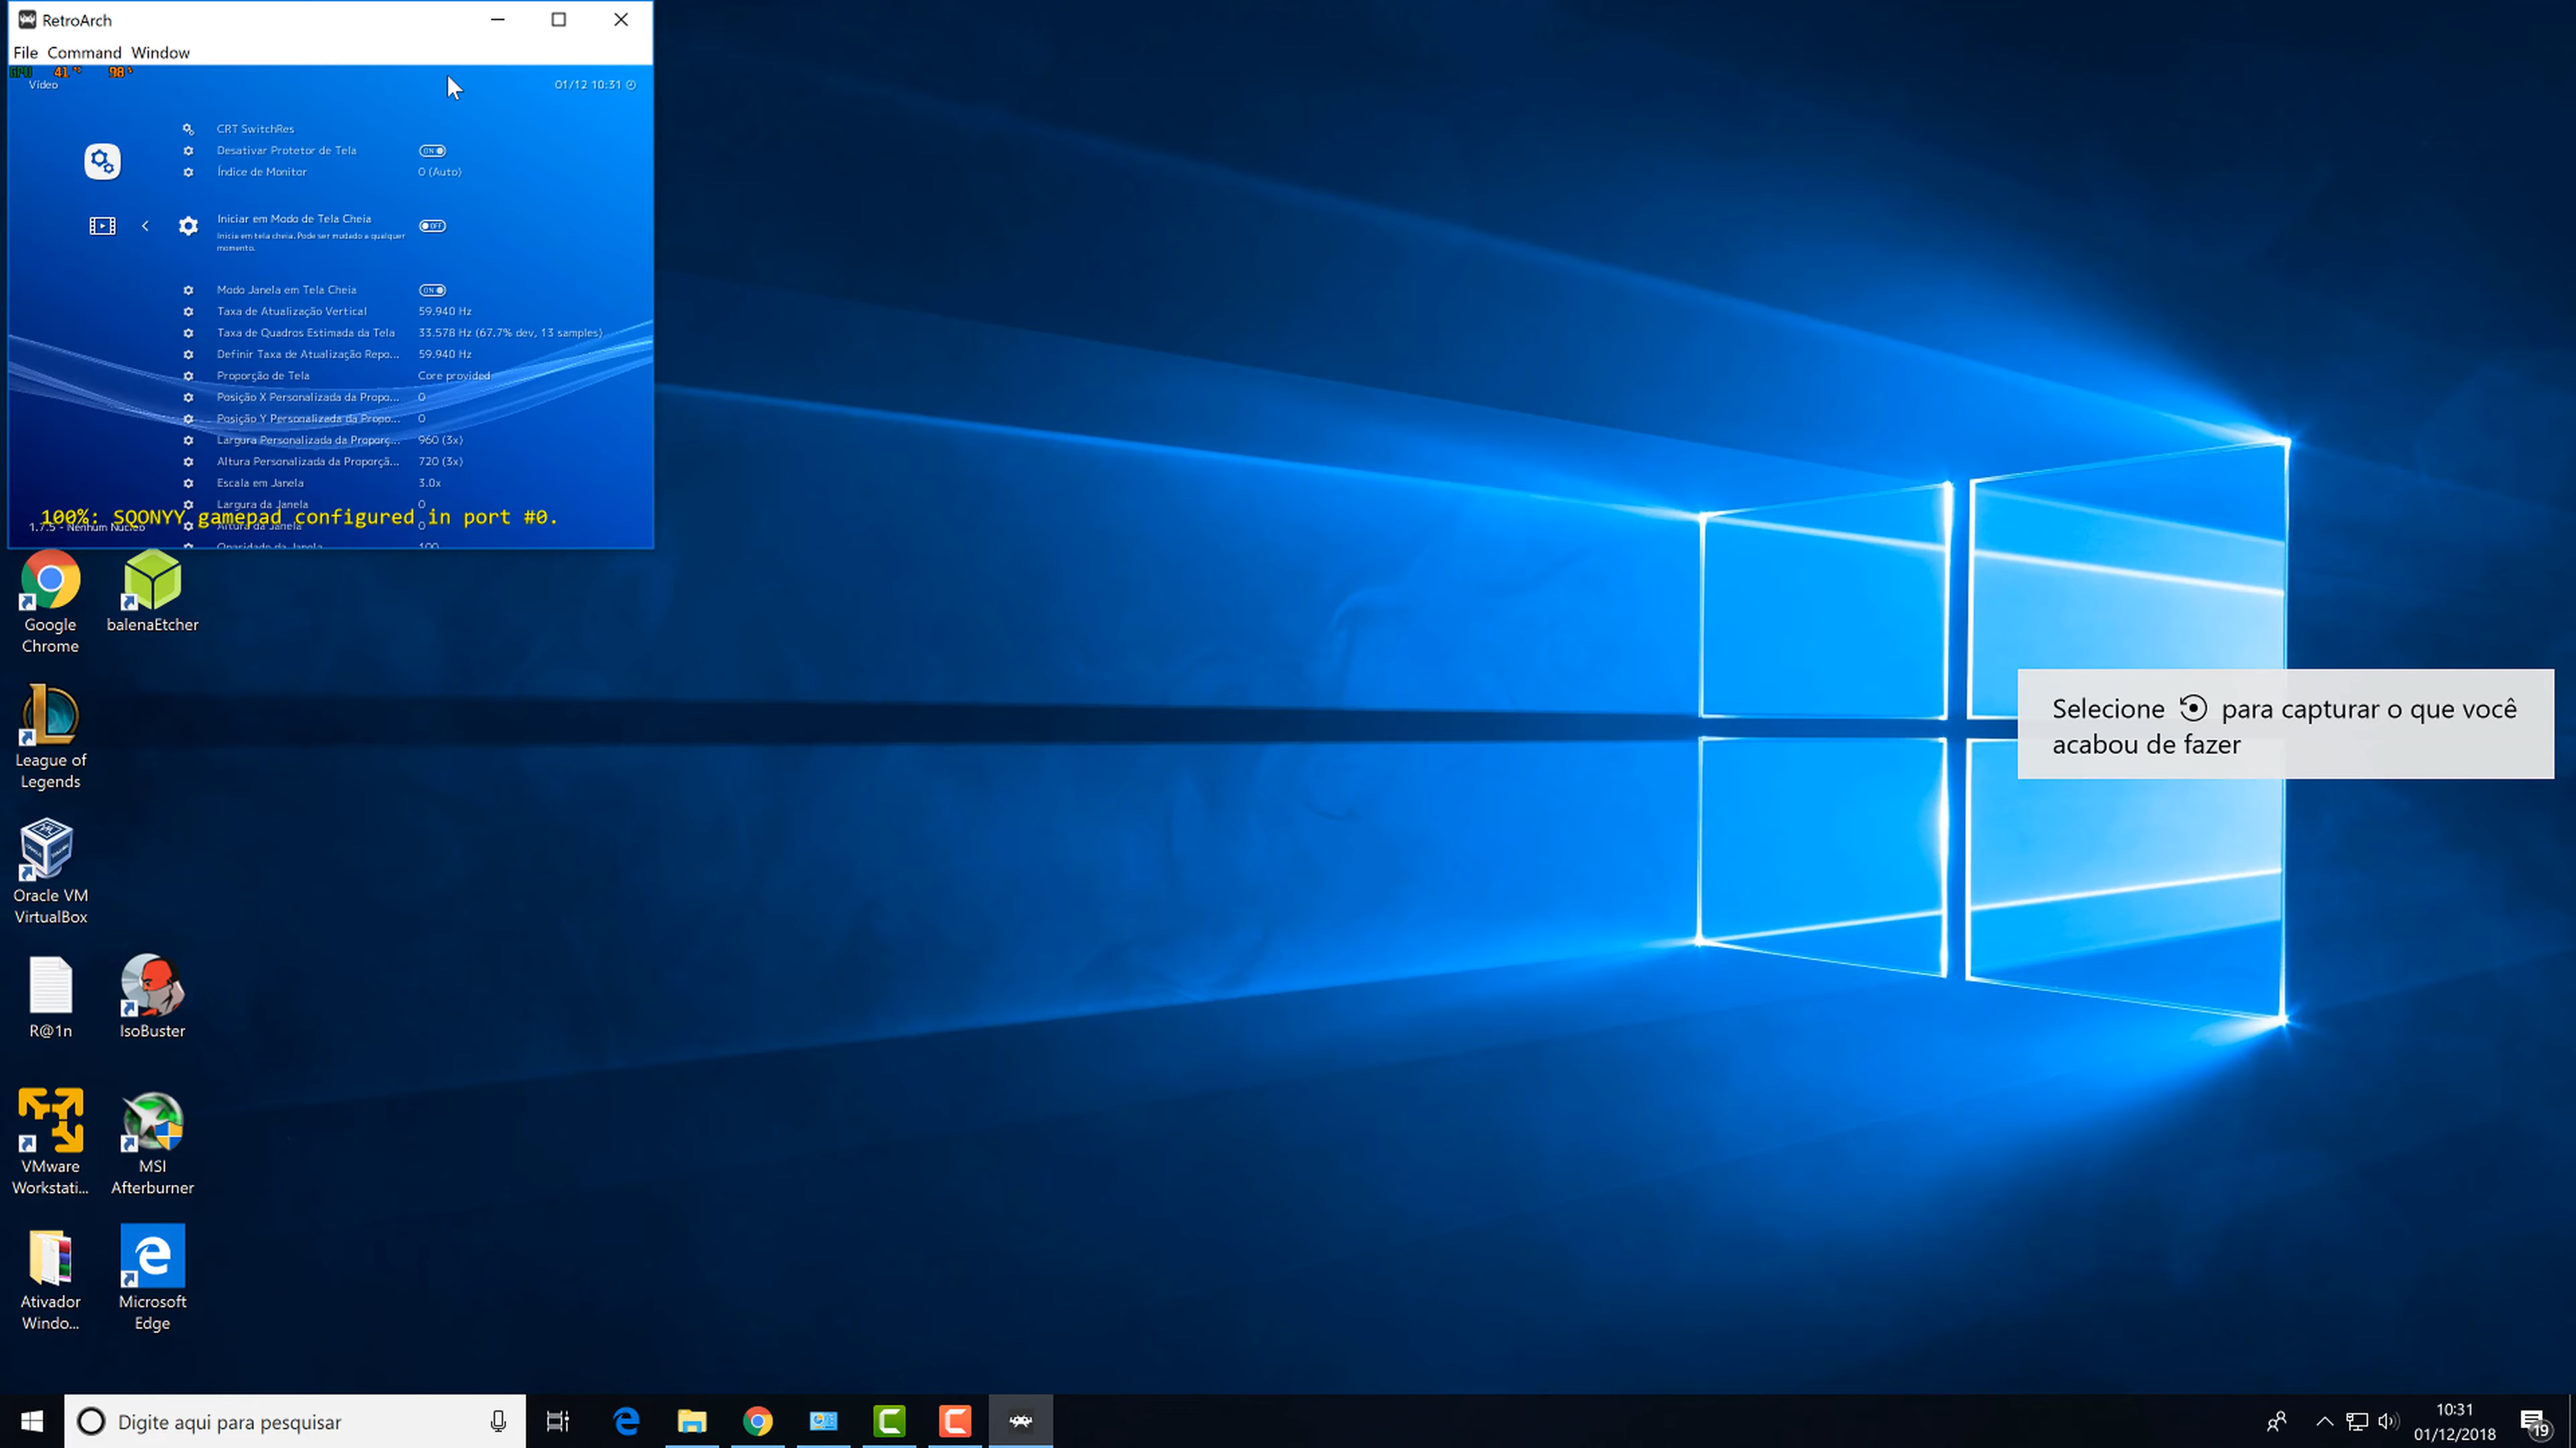 RetroArch
File Command Window
GPU 41 °C 98 %
Vídeo
01/12 10:31
CRT SwitchRes
Desativar Protetor de Tela ON
Índice de Monitor 0 (Auto)
Iniciar em Modo de Tela Cheia OFF
Inicia em tela cheia. Pode ser mudado a qualquer
momento.
Modo Janela em Tela Cheia ON
Taxa de Atualização Vertical 59.940 Hz
Taxa de Quadros Estimada da Tela 33.578 Hz (67.7% dev, 13 samples)
Definir Taxa de Atualização Repo... 59.940 Hz
Proporção de Tela Core provided
Posição X Personalizada da Propo... 0
Posição Y Personalizada da Propo... 0
Largura Personalizada da Proporç... 960 (3x)
Altura Personalizada da Proporçã... 720 (3x)
Escala em Janela 3.0x
Largura da Janela 0
100%: SOONYY gamepad configured in port #0.
1.7.5 - Nenhum Núcleo
Altura da Janela 0
Opacidade da Janela 100
Google
Chrome
balenaEtcher
League of
Legends
Oracle VM
VirtualBox
R@1n
IsoBuster
VMware
Workstati...
MSI
Afterburner
Ativador
Windo...
Microsoft
Edge
Selecione para capturar o que você
acabou de fazer
Digite aqui para pesquisar
10:31
01/12/2018
19